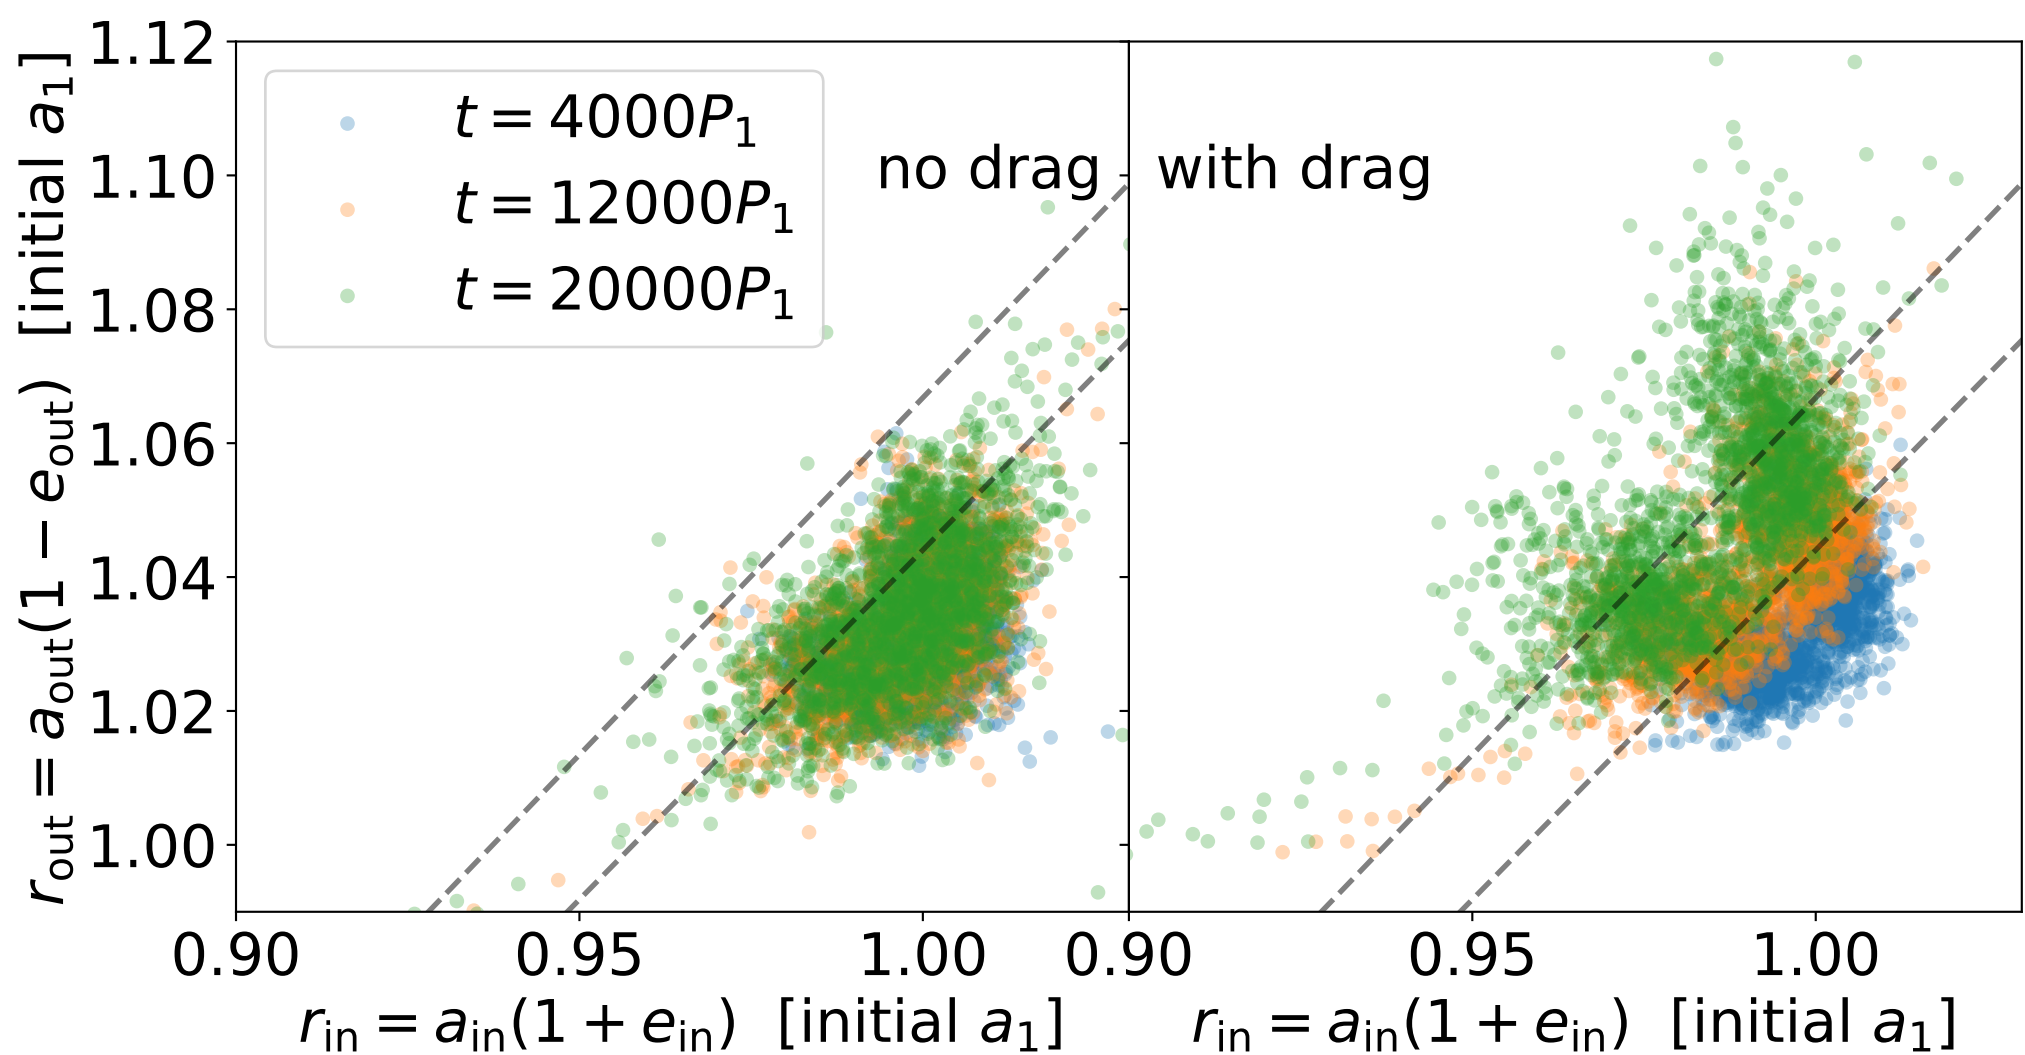 1.12
1.10
1.08
1.06
1.04
1.02
1.00
r_out = a_out(1 − e_out) [initial a_1]
t = 4000P_1
t = 12000P_1
t = 20000P_1
no drag
with drag
0.90 0.95 1.00 0.90 0.95 1.00
r_in = a_in(1 + e_in) [initial a_1]
r_in = a_in(1 + e_in) [initial a_1]